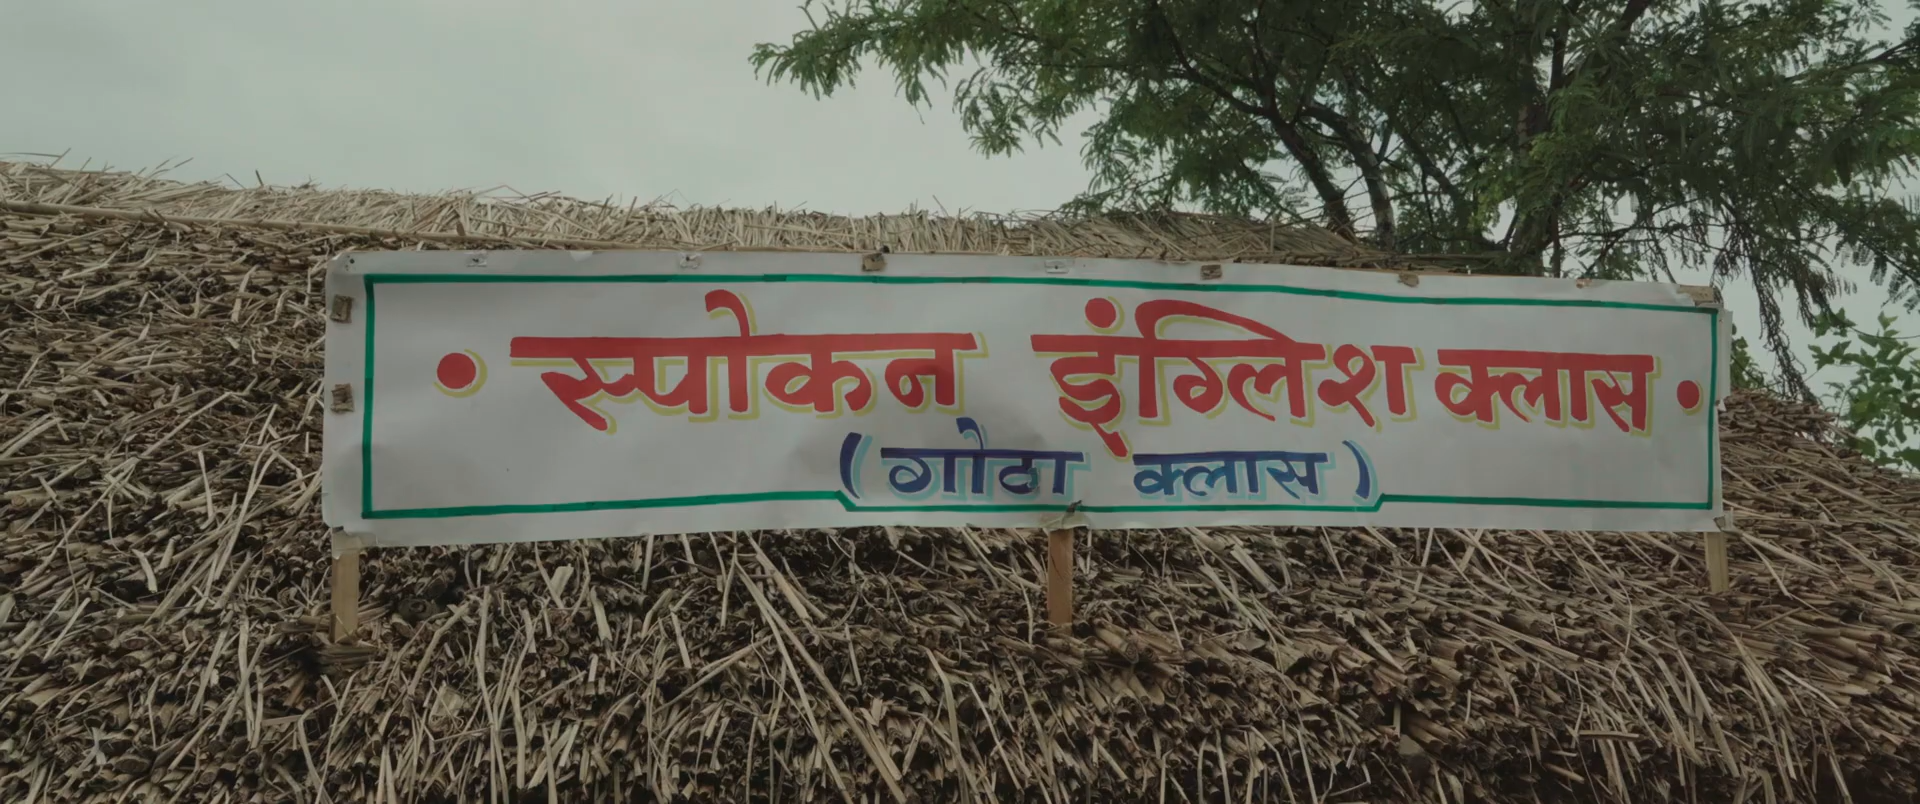 • स्पोकन इंग्लिश क्लास •
(गोठा क्लास)